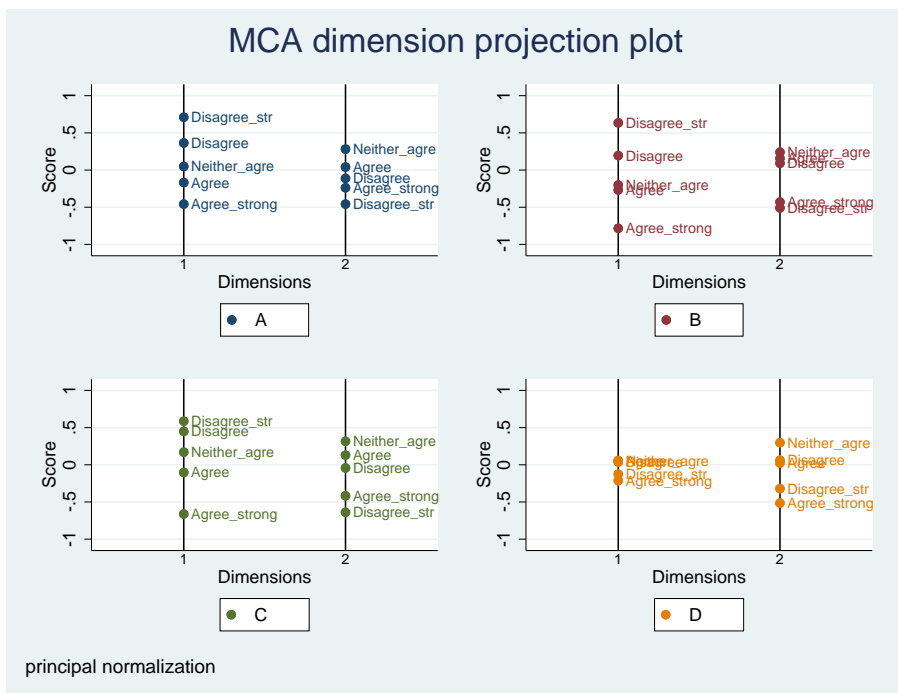 MCA dimension projection plot
1
.5
0
-.5
-1
Score
Disagree_str
Disagree
Neither_agre
Agree
Agree_strong
Neither_agre
Agree
Disagree
Agree_strong
Disagree_str
1
2
Dimensions
A
1
.5
0
-.5
-1
Score
Disagree_str
Disagree
Neither_agre
Agree
Agree_strong
Neither_agre
Agree
Disagree
Agree_strong
Disagree_str
1
2
Dimensions
B
1
.5
0
-.5
-1
Score
Disagree_str
Disagree
Neither_agre
Agree
Agree_strong
Neither_agre
Agree
Disagree
Agree_strong
Disagree_str
1
2
Dimensions
C
1
.5
0
-.5
-1
Score
Neither_agre
Disagree_str
Agree_strong
Neither_agre
Disagree
Agree
Disagree_str
Agree_strong
1
2
Dimensions
D
principal normalization